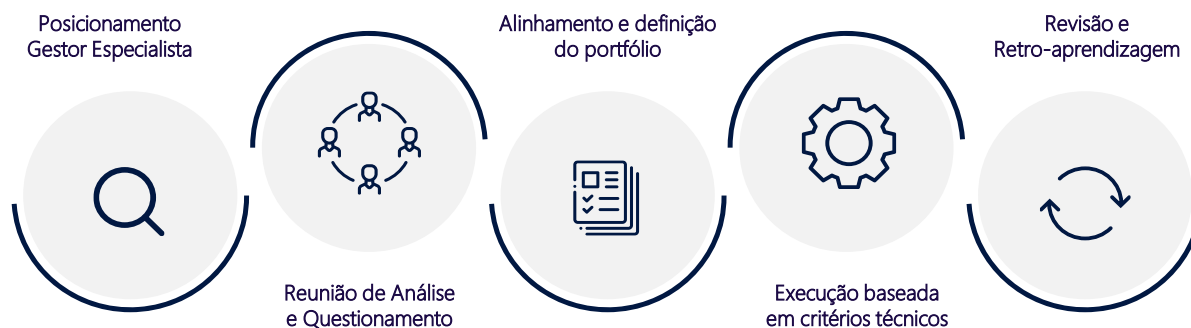 Posicionamento
Gestor Especialista
Reunião de Análise
e Questionamento
Alinhamento e definição
do portfólio
Execução baseada
em critérios técnicos
Revisão e
Retro-aprendizagem